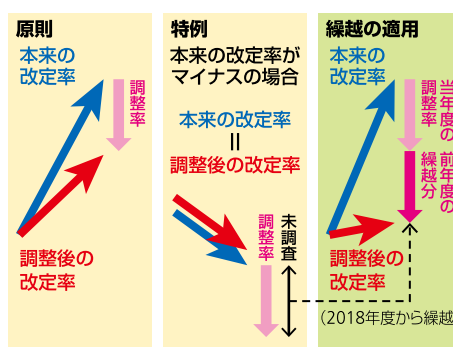 原則
本来の
改定率
調整率
調整後の
改定率
特例
本来の改定率が
マイナスの場合
本来の改定率
=
調整後の改定率
調整率
未調査
繰越の適用
本来の
改定率
当年度の
調整率
前年度の
繰越分
調整後の
改定率
(2018年度から繰越